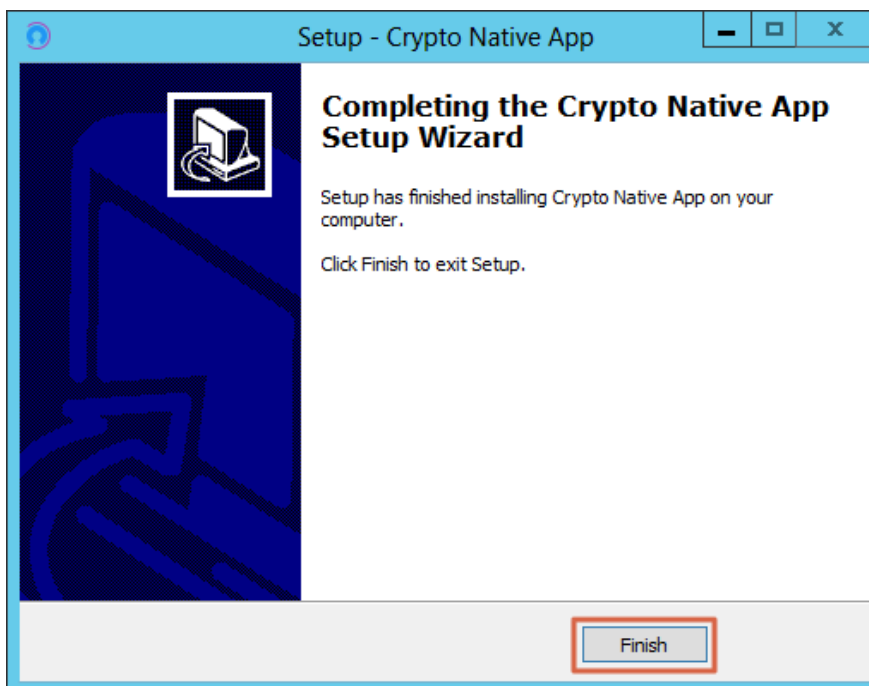 Setup - Crypto Native App
Completing the Crypto Native App
Setup Wizard
Setup has finished installing Crypto Native App on your
computer.
Click Finish to exit Setup.
Finish